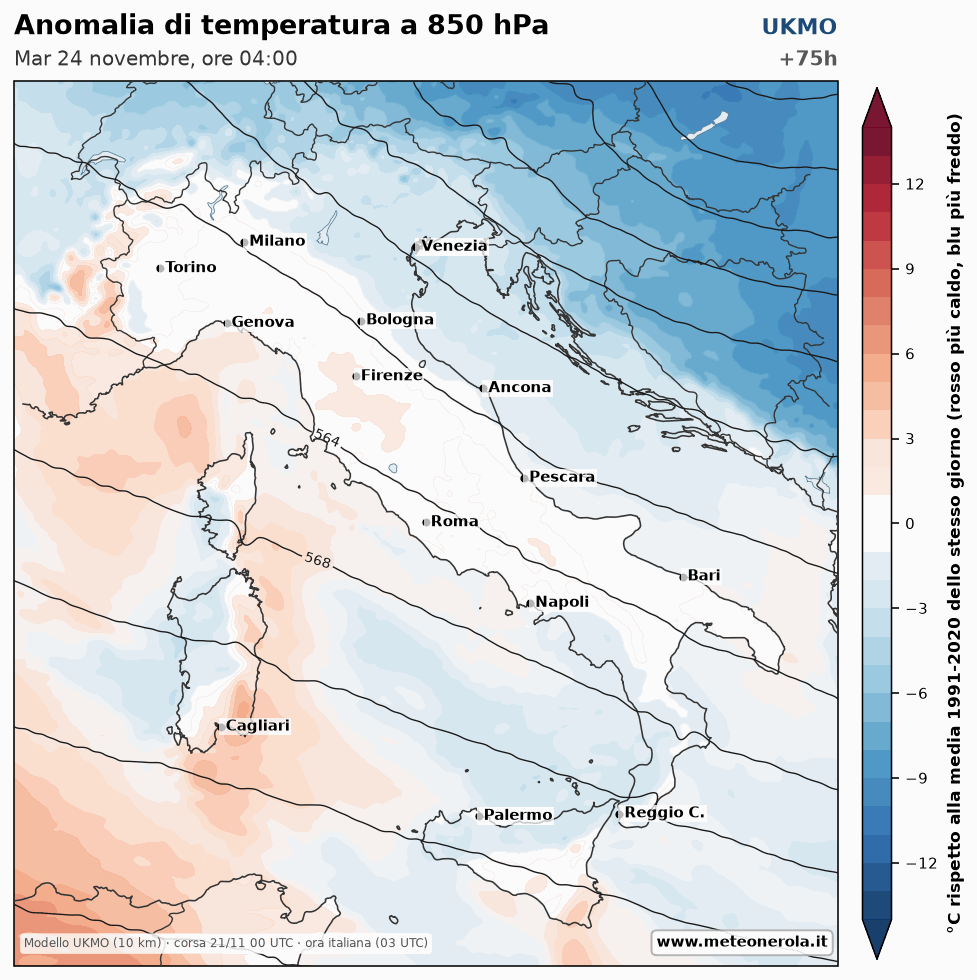 Anomalia di temperatura a 850 hPa
UKMO
Mar 24 novembre, ore 04:00
+75h
Milano
Venezia
Torino
Genova
Bologna
Firenze
Ancona
564
Pescara
Roma
568
Bari
Napoli
Cagliari
Palermo
Reggio C.
Modello UKMO (10 km) · corsa 21/11 00 UTC · ora italiana (03 UTC)
www.meteonerola.it
12
9
6
3
0
−3
−6
−9
−12
°C rispetto alla media 1991-2020 dello stesso giorno (rosso più caldo, blu più freddo)